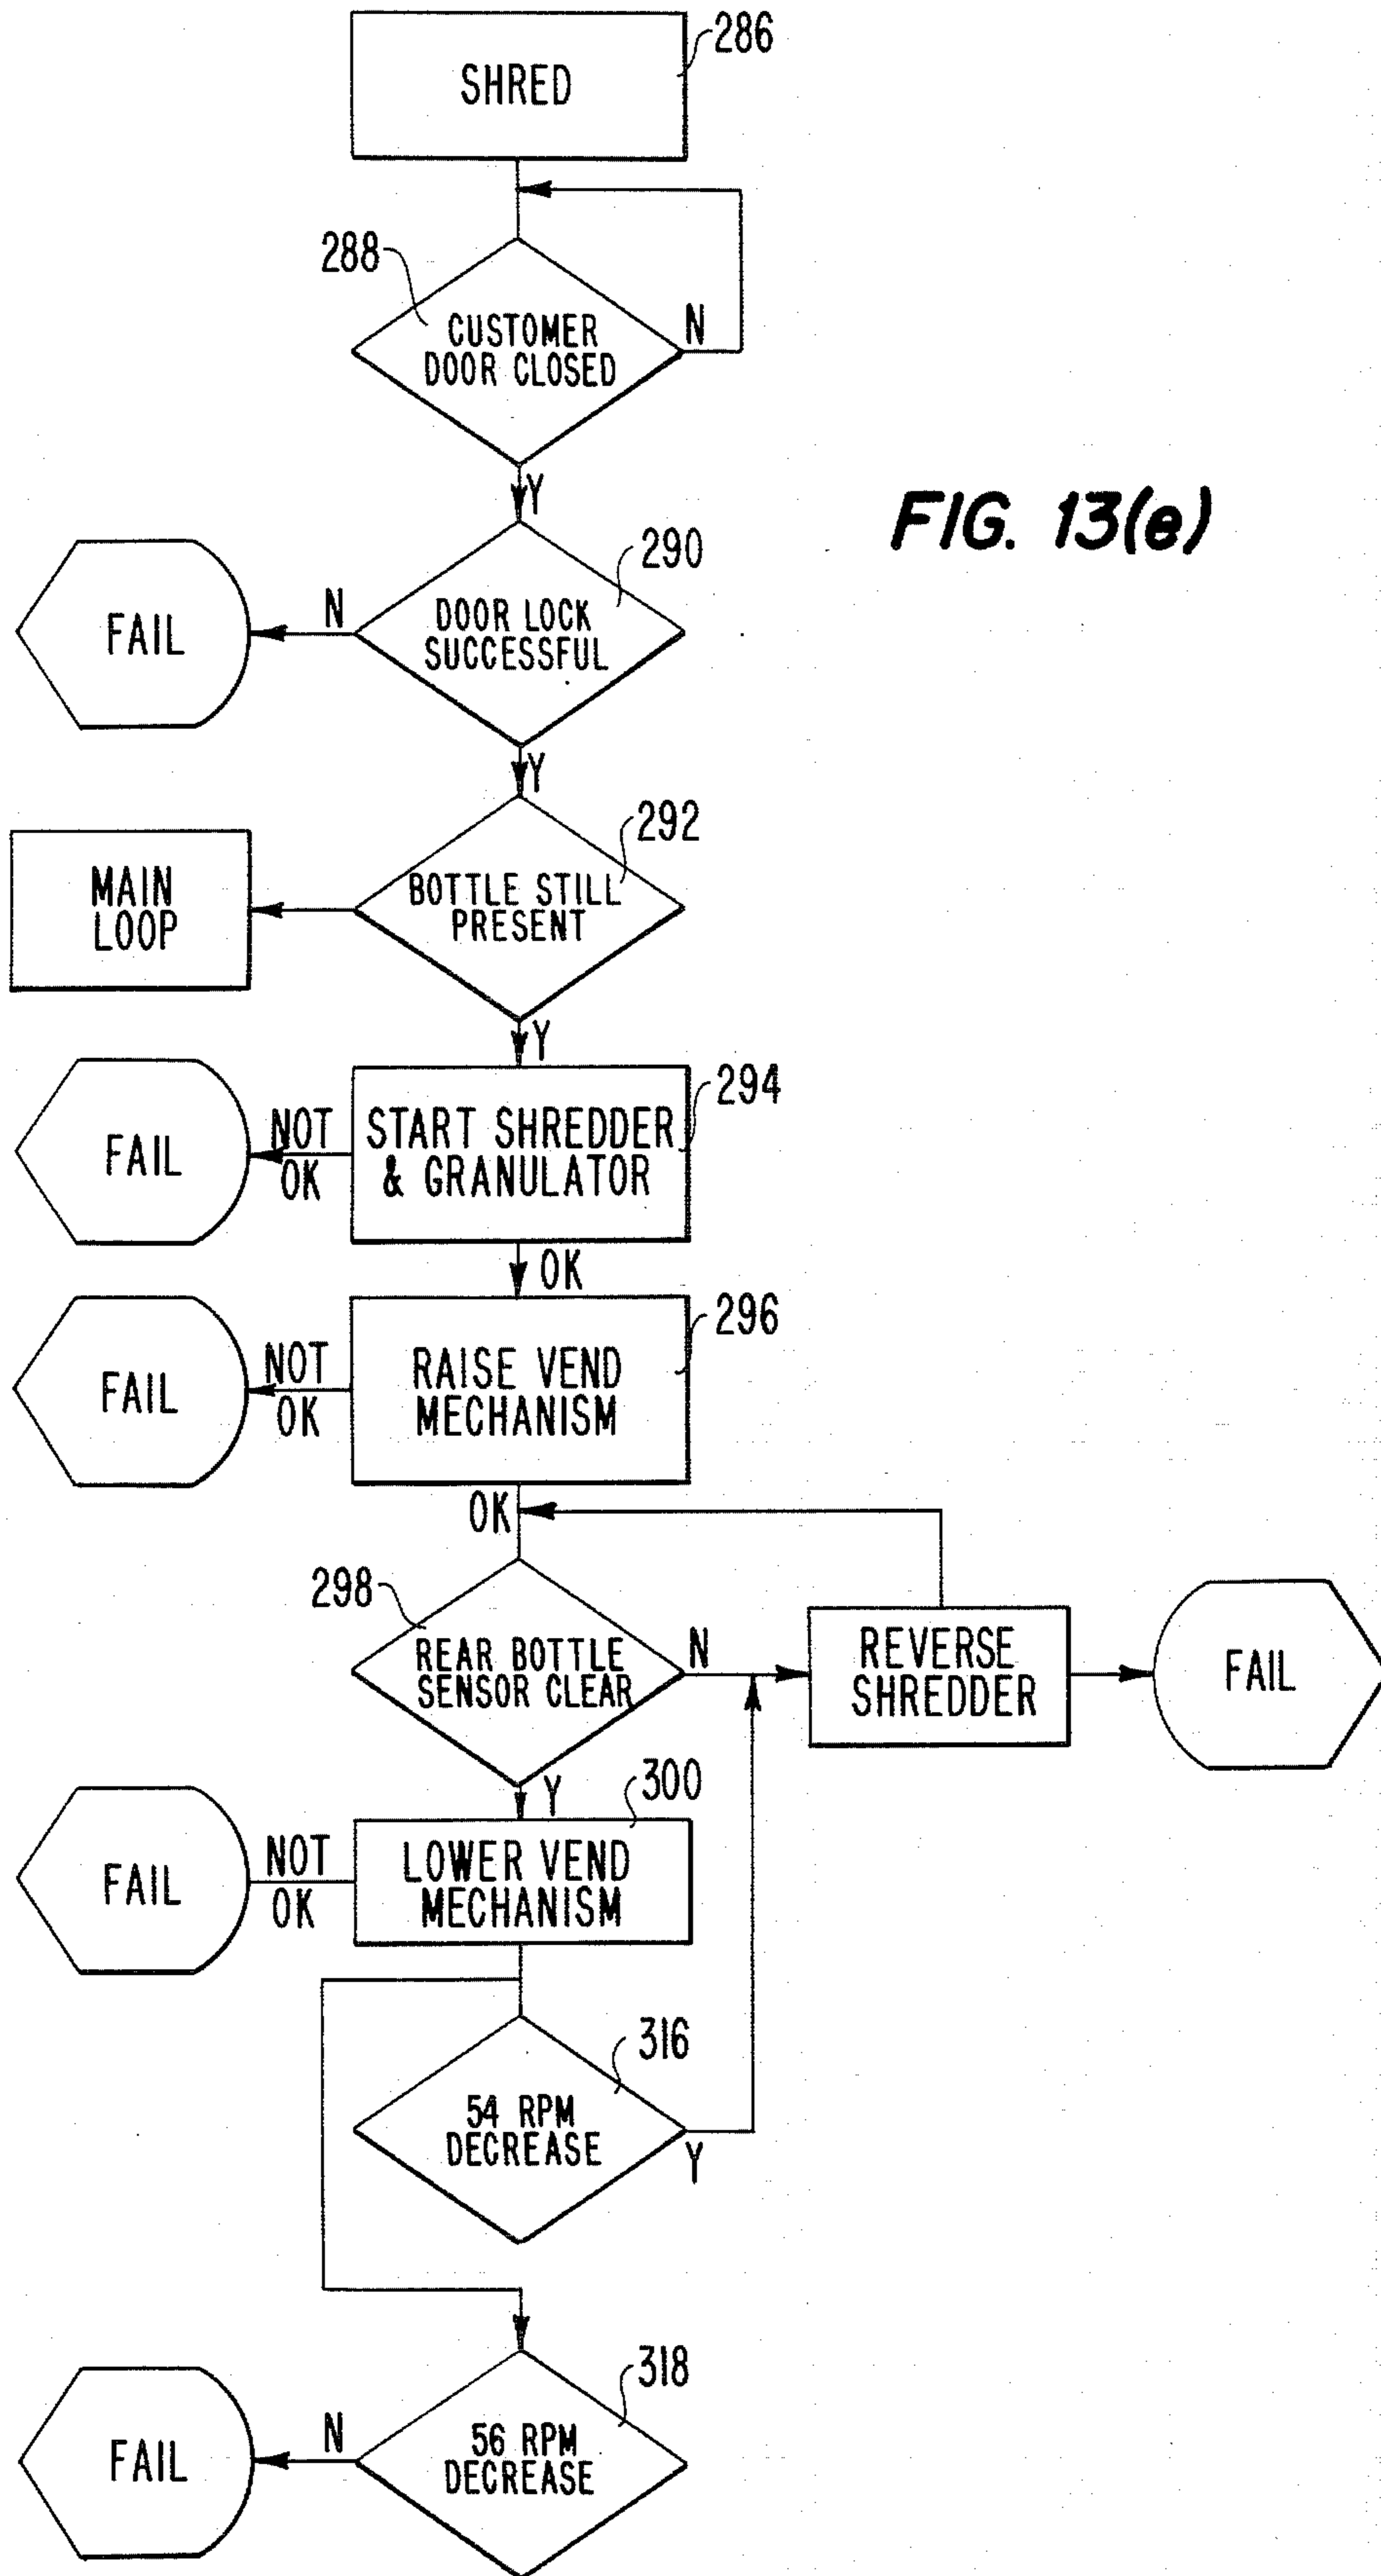 286
SHRED
288
CUSTOMER
DOOR CLOSED
N
Y
FIG. 13(e)
290
DOOR LOCK
SUCCESSFUL
N
FAIL
Y
292
BOTTLE STILL
PRESENT
MAIN
LOOP
Y
294
START SHREDDER
& GRANULATOR
NOT
OK
FAIL
OK
296
RAISE VEND
MECHANISM
NOT
OK
FAIL
OK
298
REAR BOTTLE
SENSOR CLEAR
N
REVERSE
SHREDDER
FAIL
Y
300
LOWER VEND
MECHANISM
NOT
OK
FAIL
316
54 RPM
DECREASE
Y
318
56 RPM
DECREASE
N
FAIL